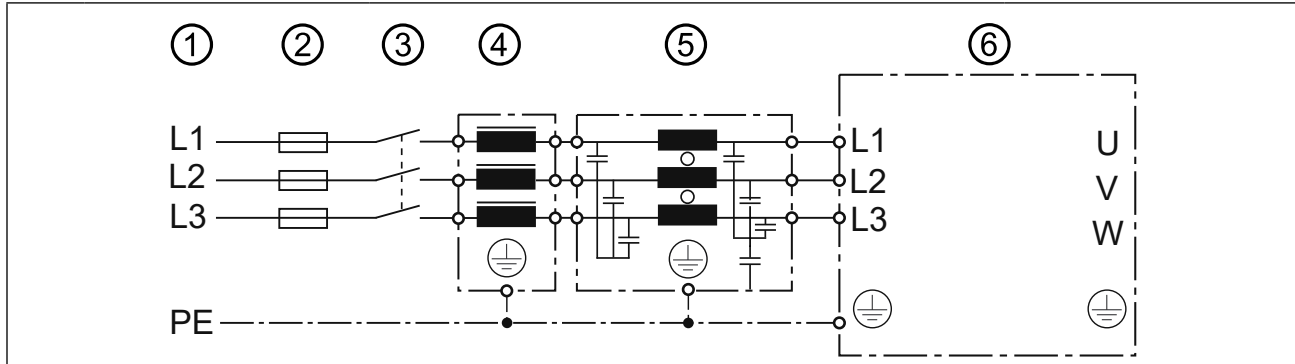 ① ② ③ ④ ⑤ ⑥
L1 L1 U
L2 L2 V
L3 L3 W
PE